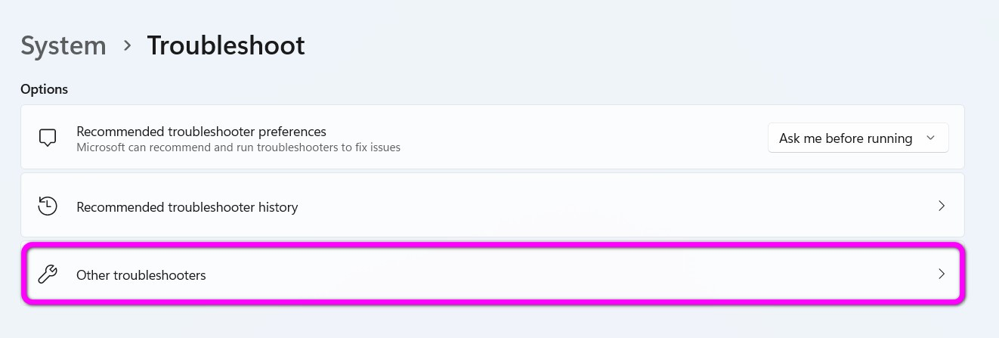 System > Troubleshoot
Options
Recommended troubleshooter preferences
Microsoft can recommend and run troubleshooters to fix issues
Ask me before running
Recommended troubleshooter history
Other troubleshooters